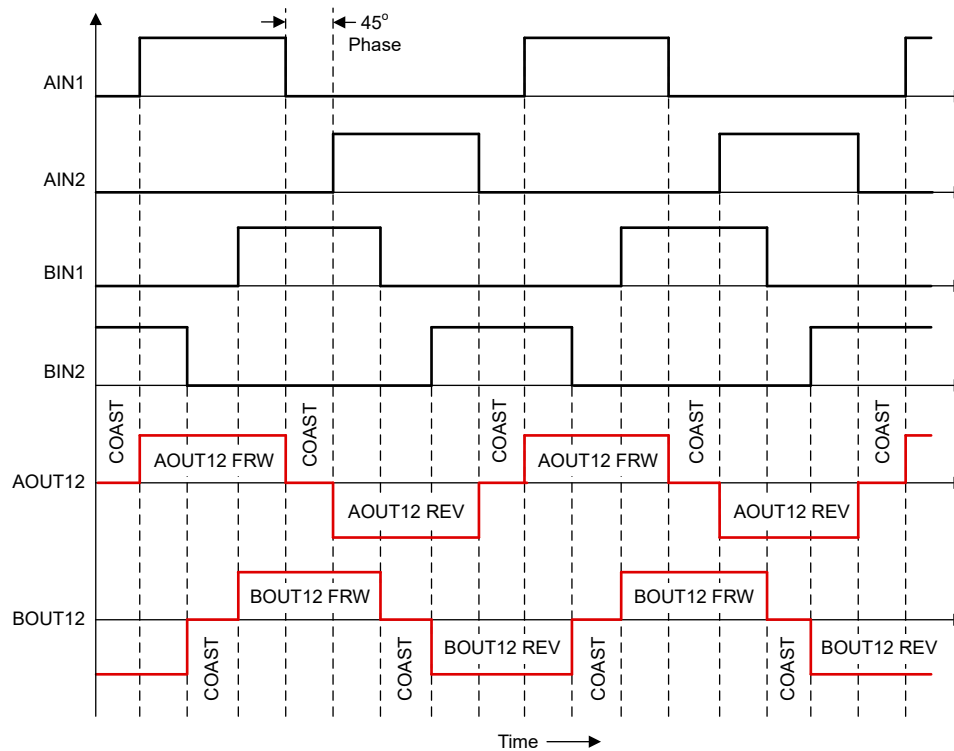 45o
Phase
AIN1
AIN2
BIN1
BIN2
COAST
COAST
COAST
COAST
COAST
AOUT12 FRW
AOUT12 FRW
AOUT12
AOUT12 REV
AOUT12 REV
BOUT12 FRW
BOUT12 FRW
BOUT12
COAST
COAST
COAST
COAST
BOUT12 REV
BOUT12 REV
Time